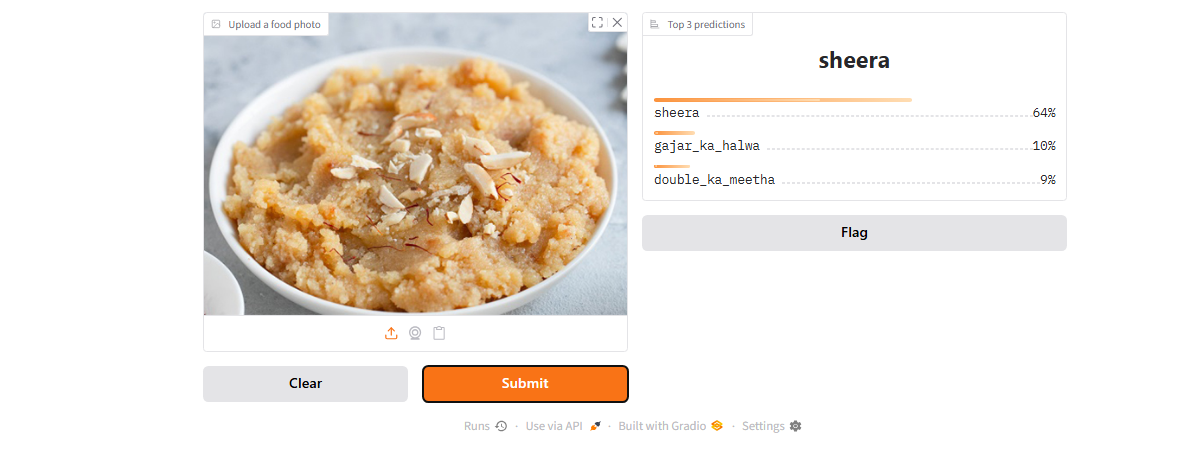 Upload a food photo
Top 3 predictions
sheera
sheera 64%
gajar_ka_halwa 10%
double_ka_meetha 9%
Flag
Clear
Submit
Runs · Use via API · Built with Gradio · Settings